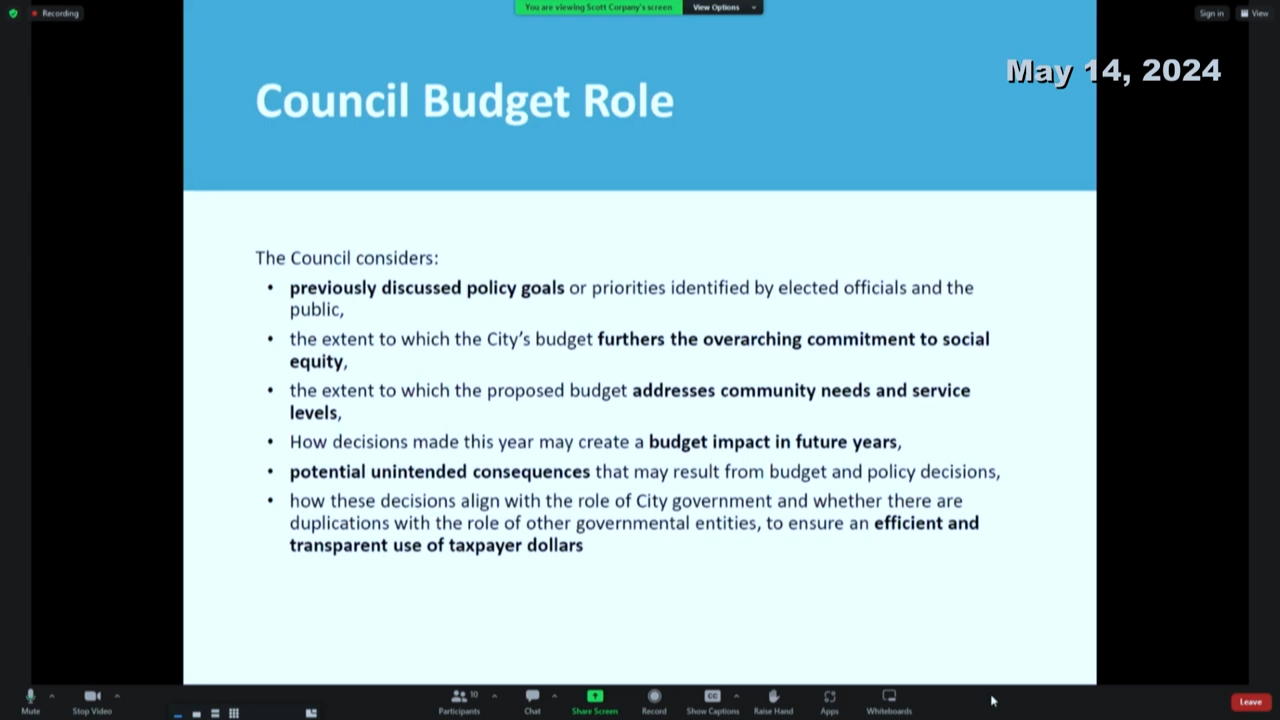 Recording
You are viewing Scott Corpany's screen
View Options
Sign in
View
May 14, 2024
Council Budget Role
The Council considers:
• previously discussed policy goals or priorities identified by elected officials and the
public,
• the extent to which the City's budget furthers the overarching commitment to social
equity,
• the extent to which the proposed budget addresses community needs and service
levels,
• How decisions made this year may create a budget impact in future years,
• potential unintended consequences that may result from budget and policy decisions,
• how these decisions align with the role of City government and whether there are
duplications with the role of other governmental entities, to ensure an efficient and
transparent use of taxpayer dollars
Mute
Stop Video
Participants
10
Chat
Share Screen
Record
CC
Show Captions
Raise Hand
Apps
Whiteboards
Leave